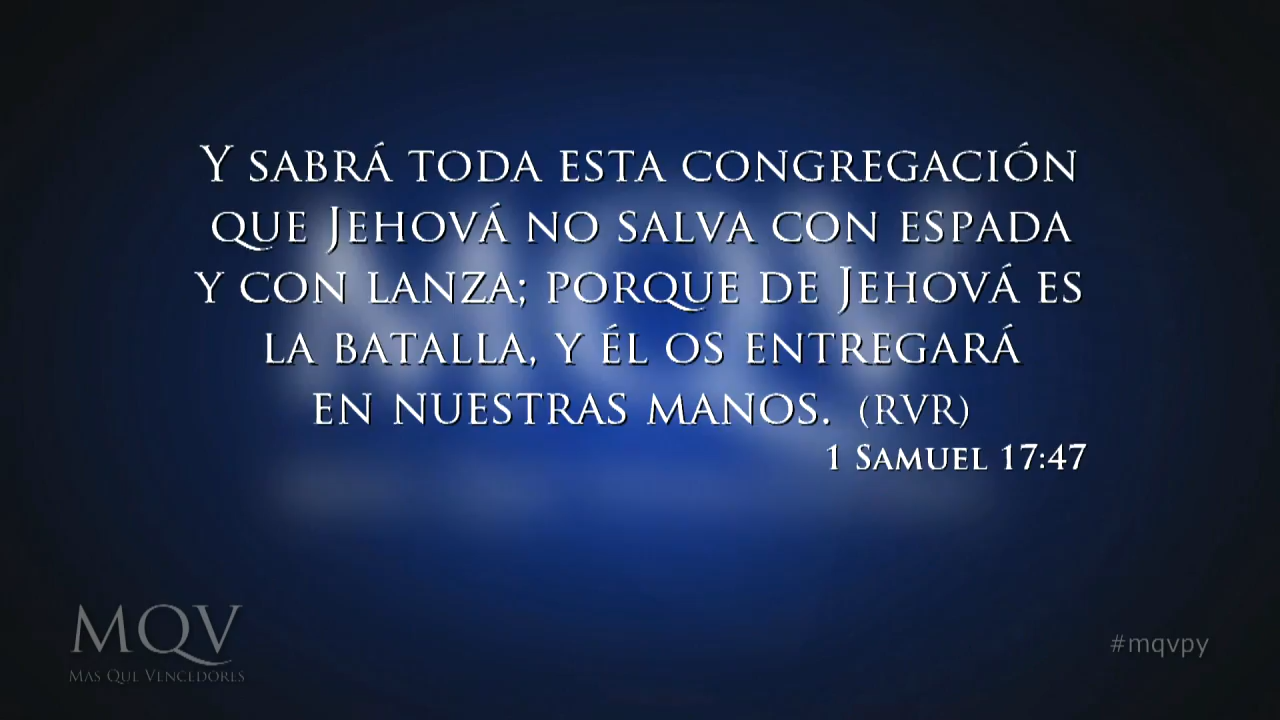 Y SABRÁ TODA ESTA CONGREGACIÓN
QUE JEHOVÁ NO SALVA CON ESPADA
Y CON LANZA; PORQUE DE JEHOVÁ ES
LA BATALLA, Y ÉL OS ENTREGARÁ
EN NUESTRAS MANOS. (RVR)
1 SAMUEL 17:47
MQV
MAS QUE VENCEDORES
#mqvpy